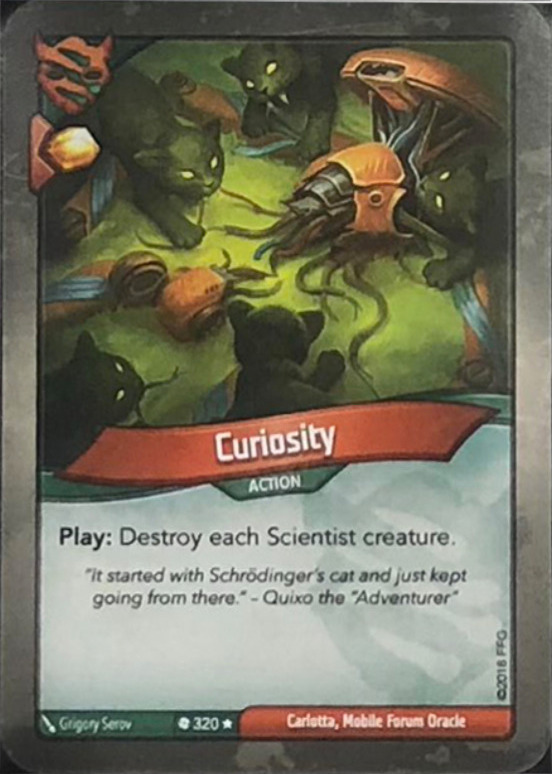 Curiosity
ACTION
Play: Destroy each Scientist creature.
"It started with Schrödinger's cat and just kept
going from there." – Quixo the "Adventurer"
©2018 FFG
Grigory Serov
320 ★
Carlotta, Mobile Forum Oracle